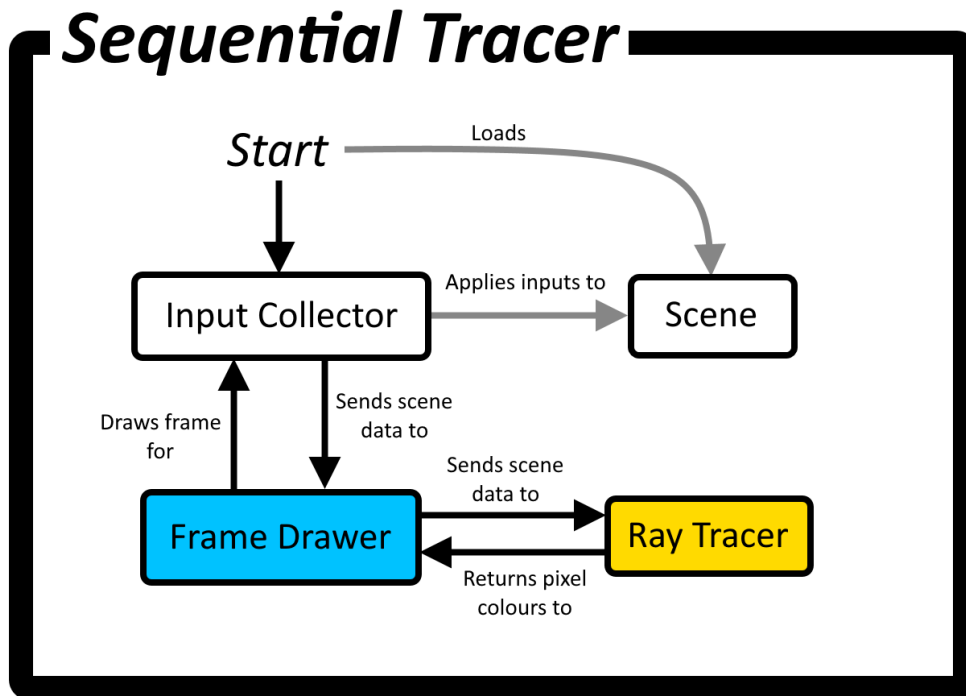 Sequential Tracer
Loads
Start
Applies inputs to
Input Collector
Scene
Draws frame
for
Sends scene
data to
Sends scene
data to
Frame Drawer
Ray Tracer
Returns pixel
colours to